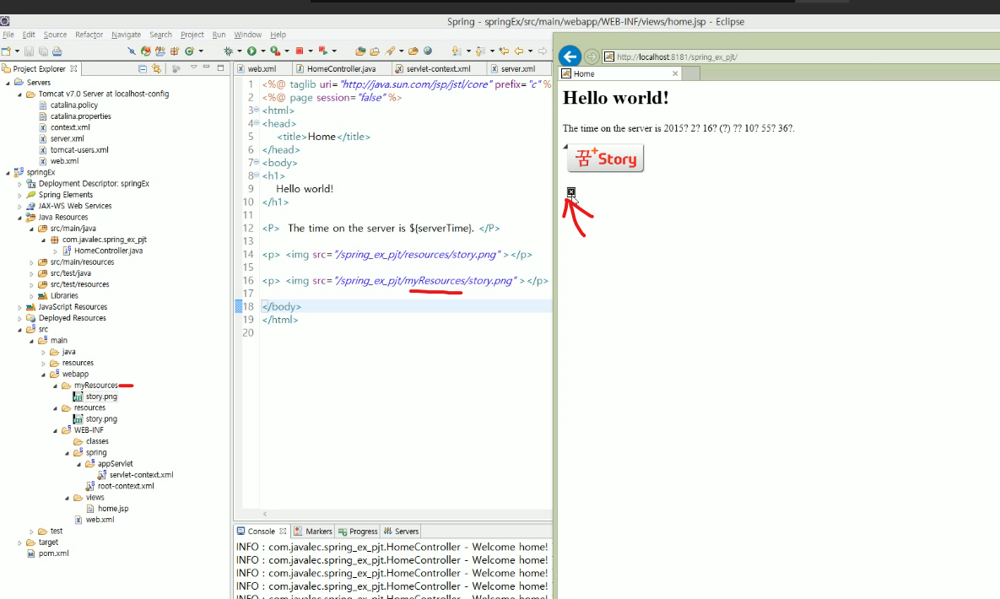 Spring - springEx/src/main/webapp/WEB-INF/views/home.jsp - Eclipse
File Edit Source Refactor Navigate Search Project Run Window Help
Project Explorer
Servers
Tomcat v7.0 Server at localhost-config
catalina.policy
catalina.properties
context.xml
server.xml
tomcat-users.xml
web.xml
springEx
Deployment Descriptor: springEx
Spring Elements
JAX-WS Web Services
Java Resources
src/main/java
com.javalec.spring_ex_pjt
HomeController.java
src/main/resources
src/test/java
src/test/resources
Libraries
JavaScript Resources
Deployed Resources
src
main
java
resources
webapp
myResources
story.png
resources
story.png
WEB-INF
classes
spring
appServlet
servlet-context.xml
root-context.xml
views
home.jsp
web.xml
test
target
pom.xml
web.xml HomeController.java servlet-context.xml server.xml
1 <%@ taglib uri="http://java.sun.com/jsp/jstl/core" prefix="c" %
2 <%@ page session="false" %>
3 <html>
4 <head>
5 <title>Home</title>
6 </head>
7 <body>
8 <h1>
9 Hello world!
10 </h1>
11
12 <P> The time on the server is ${serverTime}. </P>
13
14 <p> <img src="/spring_ex_pjt/resources/story.png" ></p>
15
16 <p> <img src="/spring_ex_pjt/myResources/story.png" ></p>
17
18 </body>
19 </html>
20
Console Markers Progress Servers
INFO : com.javalec.spring_ex_pjt.HomeController - Welcome home!
INFO : com.javalec.spring_ex_pjt.HomeController - Welcome home!
INFO : com.javalec.spring_ex_pjt.HomeController - Welcome home!
INFO : com.javalec.spring_ex_pjt.HomeController - Welcome home!
INFO : com.javalec.spring_ex_pjt.HomeController - Welcome home!
http://localhost:8181/spring_ex_pjt/
Home
Hello world!
The time on the server is 2015? 2? 16? (?) ?? 10? 55? 36?.
꿈+Story